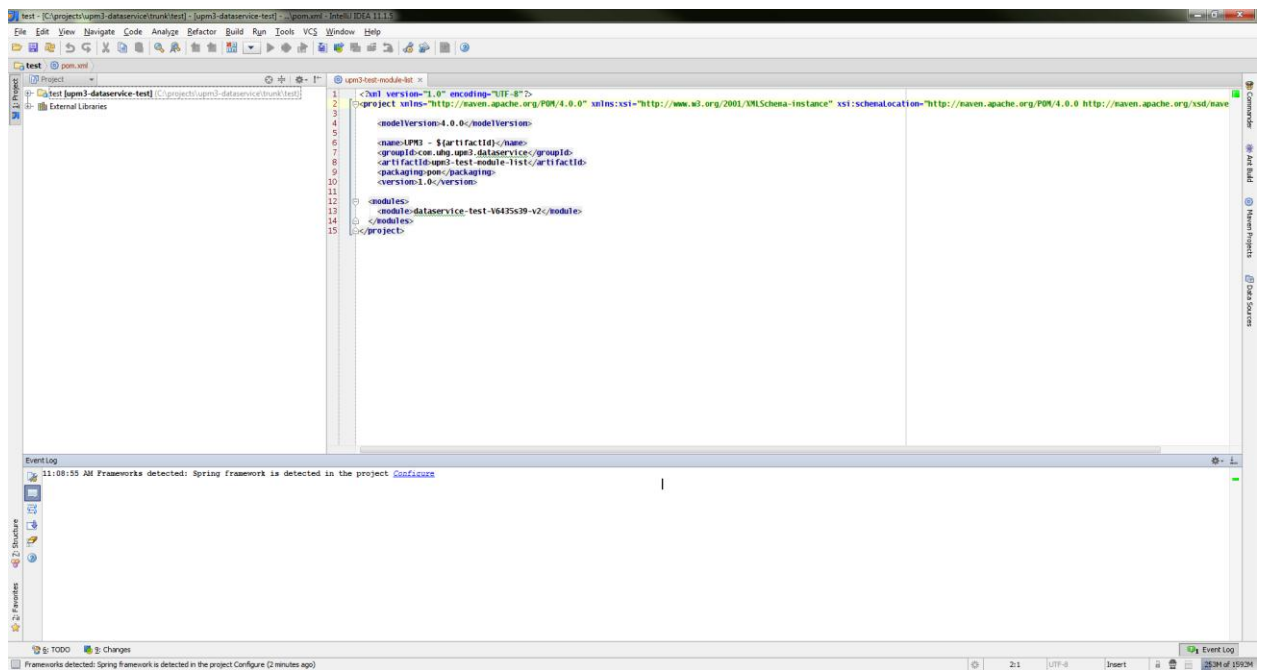 test - [C:\projects\upm3-dataservice\trunk\test] - [upm3-dataservice-test] - ...\pom.xml - IntelliJ IDEA 11.1.5
File Edit View Navigate Code Analyze Refactor Build Run Tools VCS Window Help
test pom.xml
Project
upm3-test-module-list
1: Project
test [upm3-dataservice-test] (C:\projects\upm3-dataservice\trunk\test)
External Libraries
1 <?xml version="1.0" encoding="UTF-8"?>
2 <project xmlns="http://maven.apache.org/POM/4.0.0" xmlns:xsi="http://www.w3.org/2001/XMLSchema-instance" xsi:schemaLocation="http://maven.apache.org/POM/4.0.0 http://maven.apache.org/xsd/mave
3
4 <modelVersion>4.0.0</modelVersion>
5
6 <name>UPM3 - ${artifactId}</name>
7 <groupId>com.uhg.upm3.dataservice</groupId>
8 <artifactId>upm3-test-module-list</artifactId>
9 <packaging>pom</packaging>
10 <version>1.0</version>
11
12 <modules>
13 <module>dataservice-test-V6435s39-v2</module>
14 </modules>
15 </project>
Commander
Ant Build
Maven Projects
Data Sources
Event Log
11:08:55 AM Frameworks detected: Spring framework is detected in the project Configure
7: Structure
2: Favorites
6: TODO 9: Changes
Event Log
Frameworks detected: Spring framework is detected in the project Configure (2 minutes ago)
2:1 UTF-8 Insert 253M of 1593M